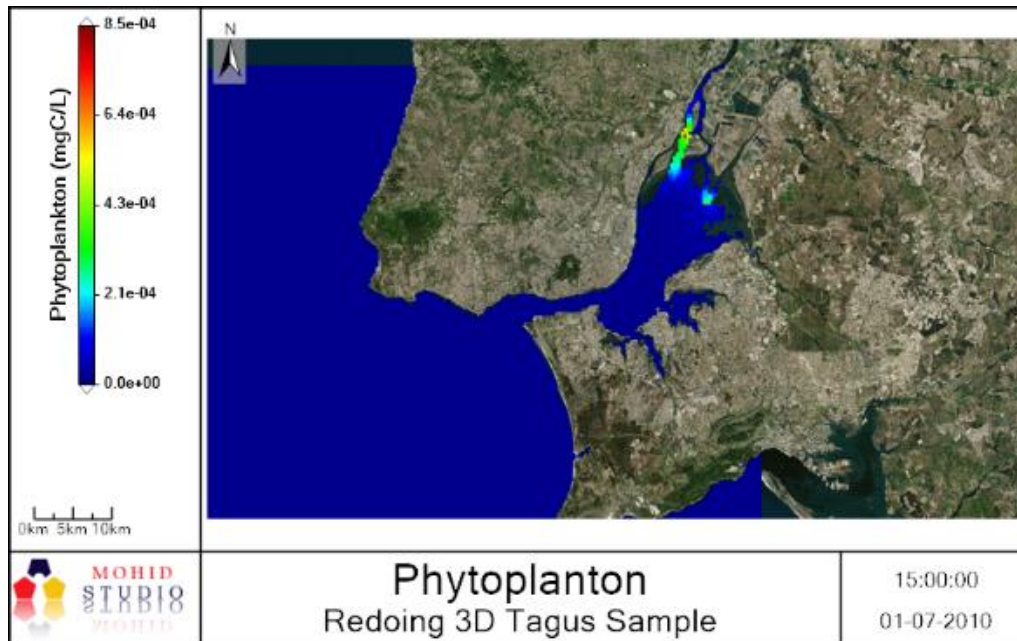 Phytoplankton (mgC/L)
8.5e-04
6.4e-04
4.3e-04
2.1e-04
0.0e+00
N
0km 5km 10km
MOHID
STUDIO
Phytoplanton
Redoing 3D Tagus Sample
15:00:00
01-07-2010